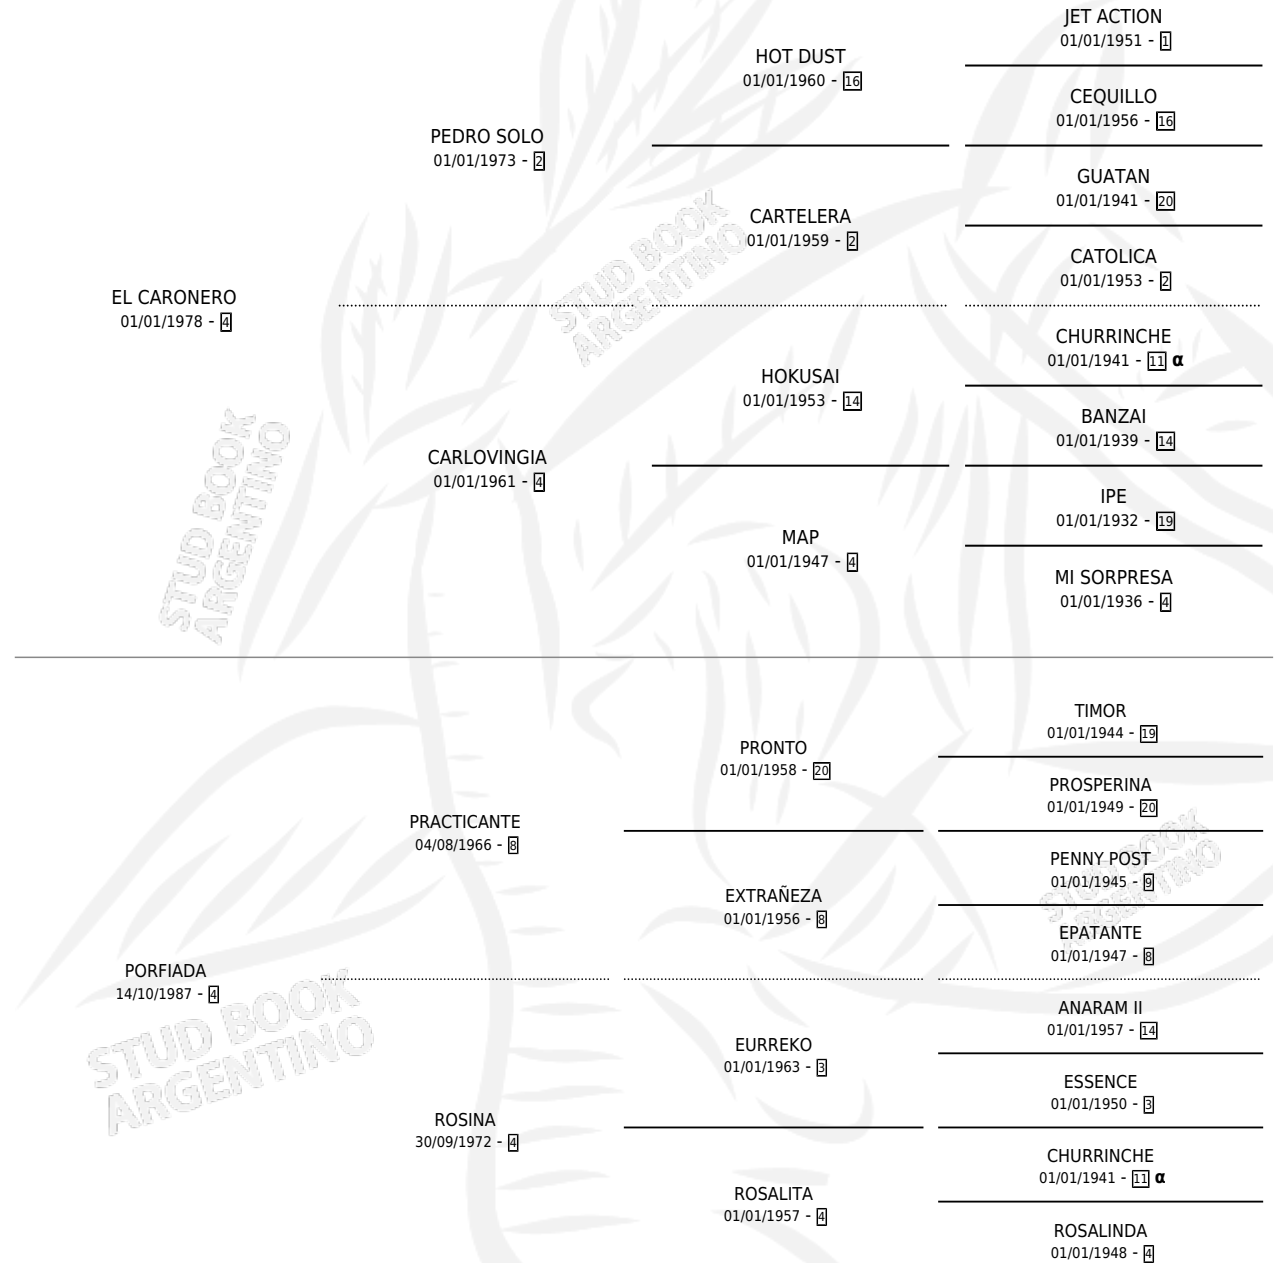 JET ACTION
01/01/1951 - 1
HOT DUST
01/01/1960 - 16
CEQUILLO
01/01/1956 - 16
PEDRO SOLO
01/01/1973 - 2
GUATAN
01/01/1941 - 20
CARTELERA
01/01/1959 - 2
CATOLICA
01/01/1953 - 2
EL CARONERO
01/01/1978 - 4
CHURRINCHE
01/01/1941 - 11 α
HOKUSAI
01/01/1953 - 14
BANZAI
01/01/1939 - 14
CARLOVINGIA
01/01/1961 - 4
IPE
01/01/1932 - 19
MAP
01/01/1947 - 4
MI SORPRESA
01/01/1936 - 4
TIMOR
01/01/1944 - 19
PRONTO
01/01/1958 - 20
PROSPERINA
01/01/1949 - 20
PRACTICANTE
04/08/1966 - 8
PENNY POST
01/01/1945 - 9
EXTRAÑEZA
01/01/1956 - 8
EPATANTE
01/01/1947 - 8
PORFIADA
14/10/1987 - 4
ANARAM II
01/01/1957 - 14
EURREKO
01/01/1963 - 3
ESSENCE
01/01/1950 - 3
ROSINA
30/09/1972 - 4
CHURRINCHE
01/01/1941 - 11 α
ROSALITA
01/01/1957 - 4
ROSALINDA
01/01/1948 - 4
STUD BOOK
ARGENTINO
STUD BOOK
ARGENTINO
STUD BOOK
ARGENTINO
STUD BOOK
ARGENTINO